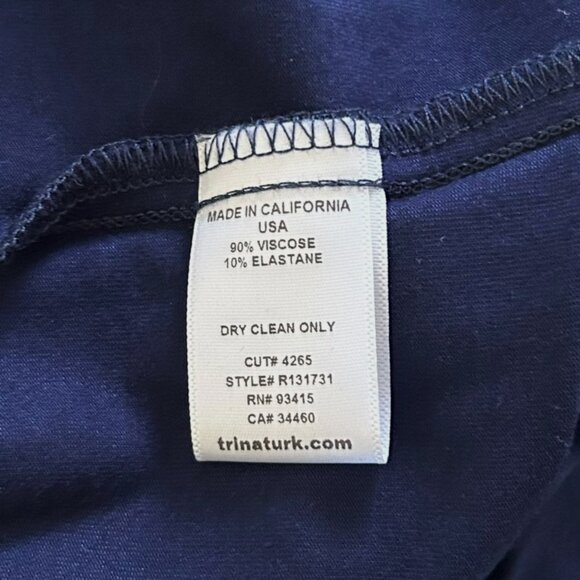 MADE IN CALIFORNIA
USA
90% VISCOSE
10% ELASTANE
DRY CLEAN ONLY
CUT# 4265
STYLE# R131731
RN# 93415
CA# 34460
trinaturk.com